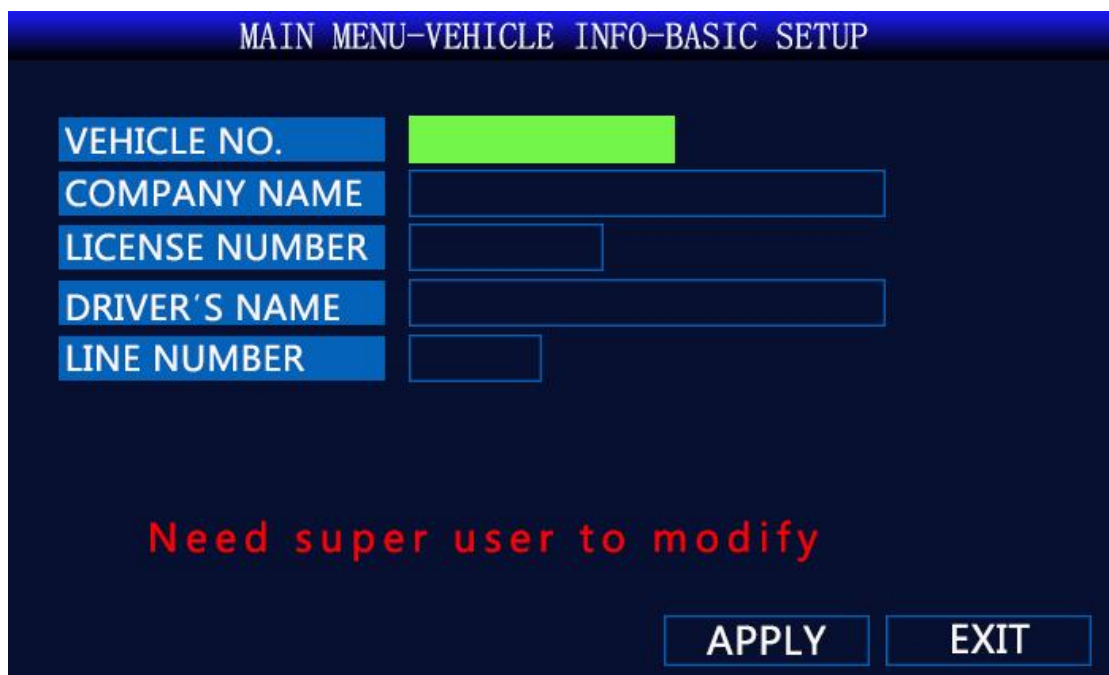 MAIN MENU-VEHICLE INFO-BASIC SETUP
VEHICLE NO.
COMPANY NAME
LICENSE NUMBER
DRIVER'S NAME
LINE NUMBER
Need super user to modify
APPLY EXIT